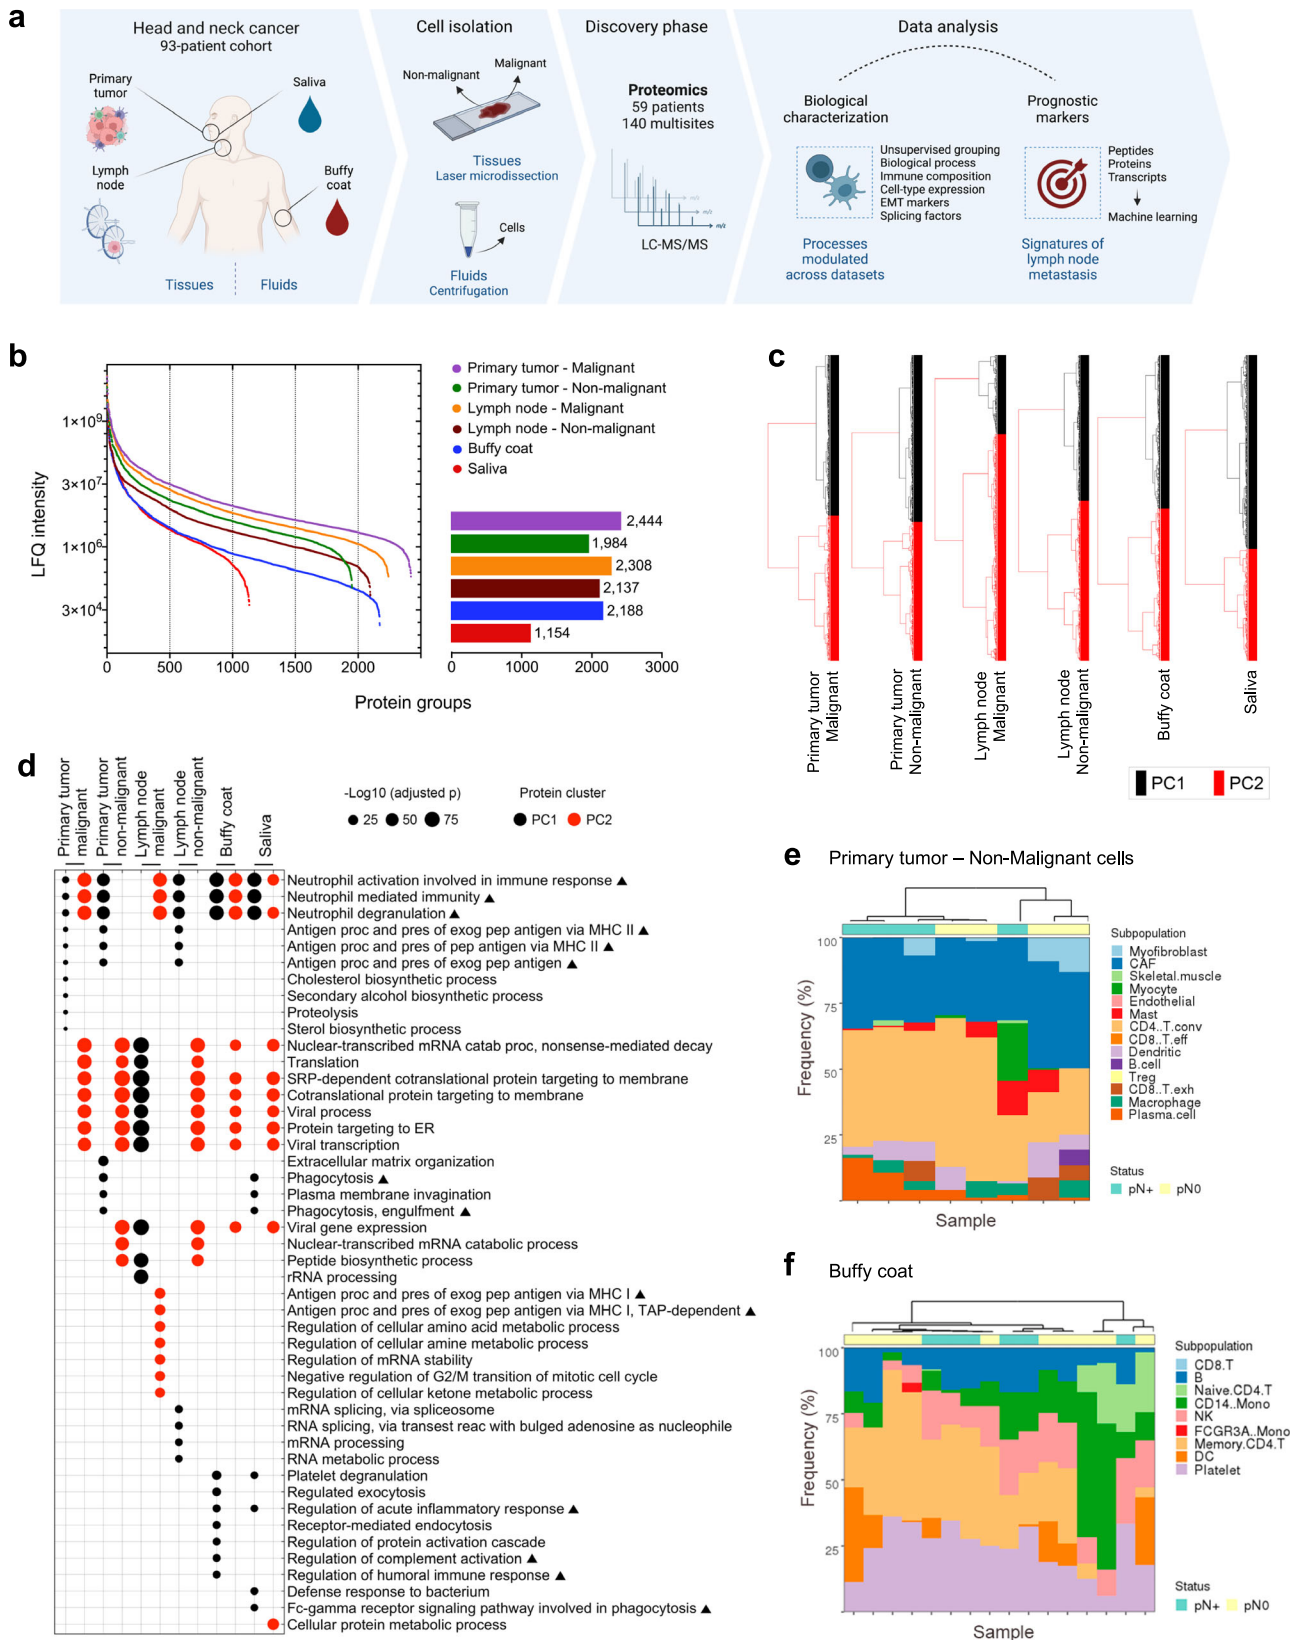 a
Head and neck cancer
93-patient cohort
Primary
tumor
Saliva
Lymph
node
Buffy
coat
Tissues
Fluids
Cell isolation
Non-malignant
Malignant
Tissues
Laser microdissection
Cells
Fluids
Centrifugation
Discovery phase
Proteomics
59 patients
140 multisites
m/z
m/z
m/z
LC-MS/MS
Data analysis
Biological
characterization
Unsupervised grouping
Biological process
Immune composition
Cell-type expression
EMT markers
Splicing factors
Processes
modulated
across datasets
Prognostic
markers
Peptides
Proteins
Transcripts
Machine learning
Signatures of
lymph node
metastasis
b
LFQ intensity
1×10⁹
3×10⁷
1×10⁶
3×10⁴
0
500
1000
1500
2000
Primary tumor - Malignant
Primary tumor - Non-malignant
Lymph node - Malignant
Lymph node - Non-malignant
Buffy coat
Saliva
2,444
1,984
2,308
2,137
2,188
1,154
0
1000
2000
3000
Protein groups
c
Primary tumor
Malignant
Primary tumor
Non-malignant
Lymph node
Malignant
Lymph node
Non-malignant
Buffy coat
Saliva
PC1
PC2
d
Primary tumor
malignant
Primary tumor
non-malignant
Lymph node
malignant
Lymph node
non-malignant
Buffy coat
Saliva
-Log10 (adjusted p)
25
50
75
Protein cluster
PC1
PC2
Neutrophil activation involved in immune response ▲
Neutrophil mediated immunity ▲
Neutrophil degranulation ▲
Antigen proc and pres of exog pep antigen via MHC II ▲
Antigen proc and pres of pep antigen via MHC II ▲
Antigen proc and pres of exog pep antigen ▲
Cholesterol biosynthetic process
Secondary alcohol biosynthetic process
Proteolysis
Sterol biosynthetic process
Nuclear-transcribed mRNA catab proc, nonsense-mediated decay
Translation
SRP-dependent cotranslational protein targeting to membrane
Cotranslational protein targeting to membrane
Viral process
Protein targeting to ER
Viral transcription
Extracellular matrix organization
Phagocytosis ▲
Plasma membrane invagination
Phagocytosis, engulfment ▲
Viral gene expression
Nuclear-transcribed mRNA catabolic process
Peptide biosynthetic process
rRNA processing
Antigen proc and pres of exog pep antigen via MHC I ▲
Antigen proc and pres of exog pep antigen via MHC I, TAP-dependent ▲
Regulation of cellular amino acid metabolic process
Regulation of cellular amine metabolic process
Regulation of mRNA stability
Negative regulation of G2/M transition of mitotic cell cycle
Regulation of cellular ketone metabolic process
mRNA splicing, via spliceosome
RNA splicing, via transest reac with bulged adenosine as nucleophile
mRNA processing
RNA metabolic process
Platelet degranulation
Regulated exocytosis
Regulation of acute inflammatory response ▲
Receptor-mediated endocytosis
Regulation of protein activation cascade
Regulation of complement activation ▲
Regulation of humoral immune response ▲
Defense response to bacterium
Fc-gamma receptor signaling pathway involved in phagocytosis ▲
Cellular protein metabolic process
e
Primary tumor – Non-Malignant cells
Frequency (%)
100
75
50
25
Sample
Subpopulation
Myofibroblast
CAF
Skeletal.muscle
Myocyte
Endothelial
Mast
CD4..T.conv
CD8..T.eff
Dendritic
B.cell
Treg
CD8..T.exh
Macrophage
Plasma.cell
Status
pN+
pN0
f
Buffy coat
Frequency (%)
100
75
50
25
Sample
Subpopulation
CD8.T
B
Naive.CD4.T
CD14..Mono
NK
FCGR3A..Mono
Memory.CD4.T
DC
Platelet
Status
pN+
pN0